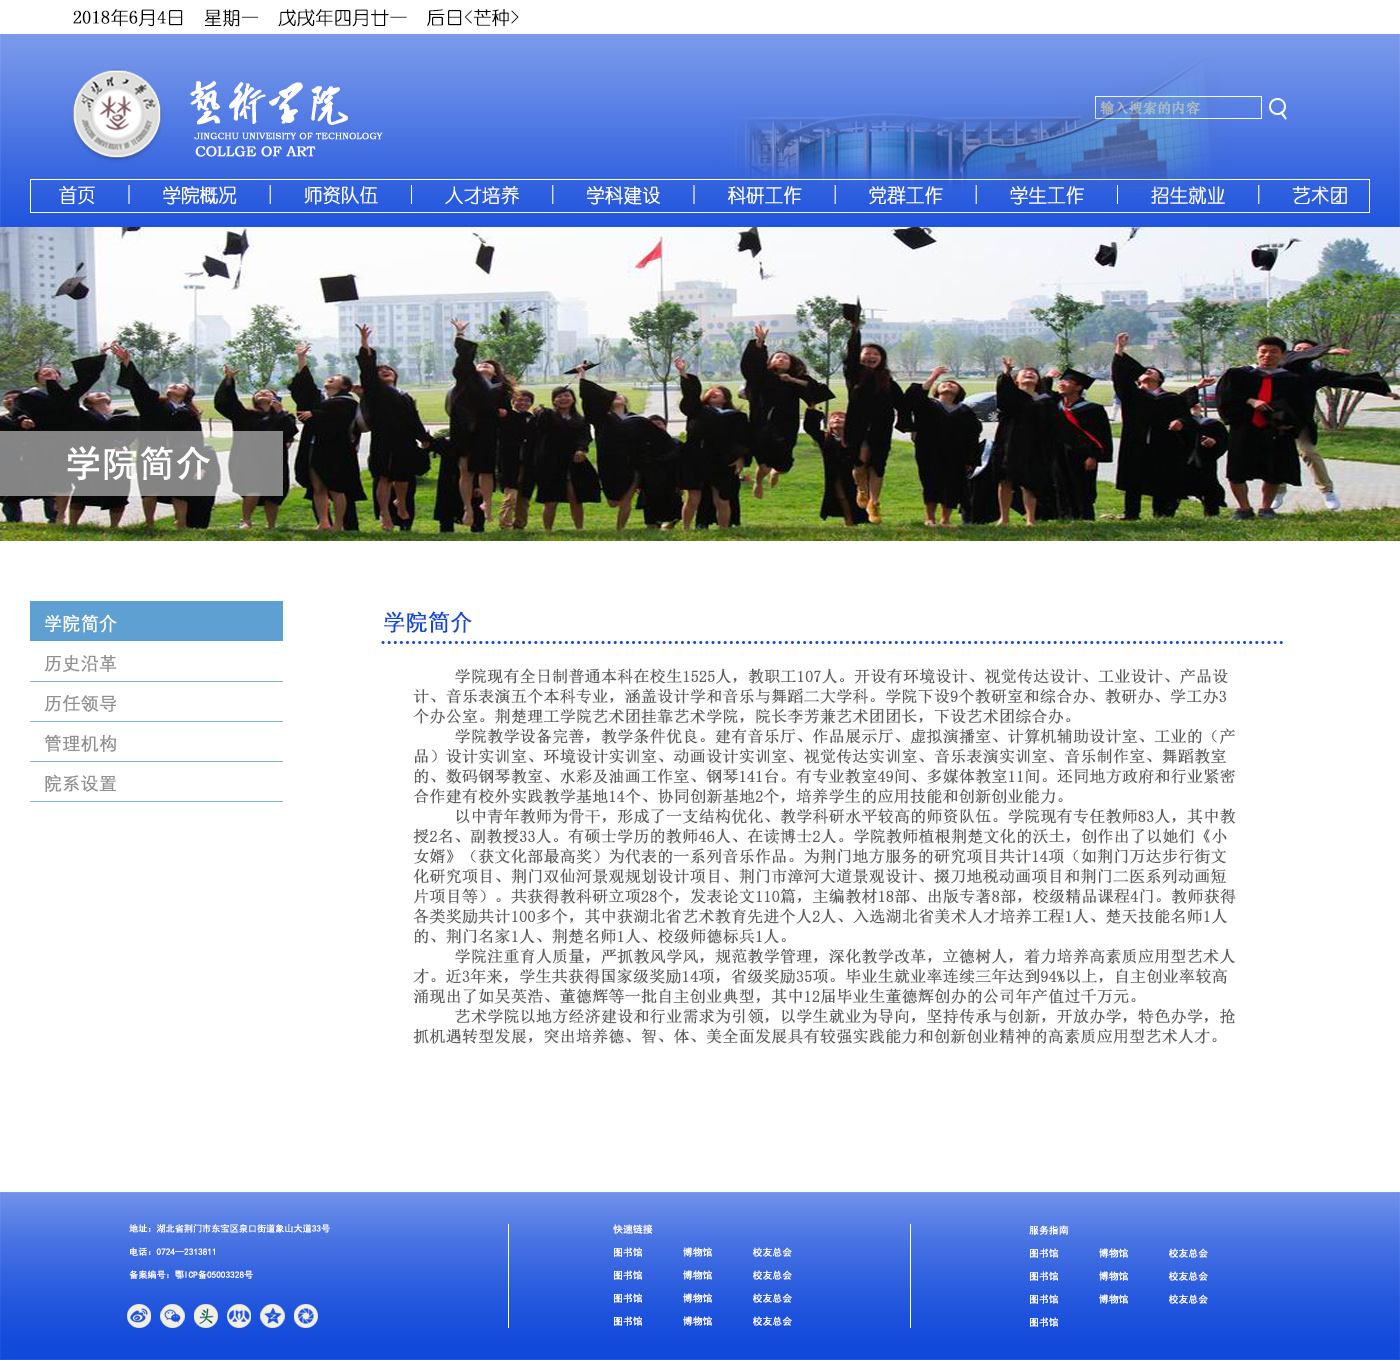 2018年6月4日 星期一 戊戌年四月廿一 后日<芒种>
藝術学院
JINGCHU UNIVEISITY OF TECHNOLOGY
COLLGE OF ART
输入搜索的内容
首页 学院概况 师资队伍 人才培养 学科建设 科研工作 党群工作 学生工作 招生就业 艺术团
学院简介
学院简介
历史沿革
历任领导
管理机构
院系设置
学院简介
学院现有全日制普通本科在校生1525人，教职工107人。开设有环境设计、视觉传达设计、工业设计、产品设
计、音乐表演五个本科专业，涵盖设计学和音乐与舞蹈二大学科。学院下设9个教研室和综合办、教研办、学工办3
个办公室。荆楚理工学院艺术团挂靠艺术学院，院长李芳兼艺术团团长，下设艺术团综合办。
学院教学设备完善，教学条件优良。建有音乐厅、作品展示厅、虚拟演播室、计算机辅助设计室、工业的（产
品）设计实训室、环境设计实训室、动画设计实训室、视觉传达实训室、音乐表演实训室、音乐制作室、舞蹈教室
的、数码钢琴教室、水彩及油画工作室、钢琴141台。有专业教室49间、多媒体教室11间。还同地方政府和行业紧密
合作建有校外实践教学基地14个、协同创新基地2个，培养学生的应用技能和创新创业能力。
以中青年教师为骨干，形成了一支结构优化、教学科研水平较高的师资队伍。学院现有专任教师83人，其中教
授2名、副教授33人。有硕士学历的教师46人、在读博士2人。学院教师植根荆楚文化的沃土，创作出了以她们《小
女婿》（获文化部最高奖）为代表的一系列音乐作品。为荆门地方服务的研究项目共计14项（如荆门万达步行街文
化研究项目、荆门双仙河景观规划设计项目、荆门市漳河大道景观设计、掇刀地税动画项目和荆门二医系列动画短
片项目等）。共获得教科研立项28个，发表论文110篇，主编教材18部、出版专著8部，校级精品课程4门。教师获得
各类奖励共计100多个，其中获湖北省艺术教育先进个人2人、入选湖北省美术人才培养工程1人、楚天技能名师1人
的、荆门名家1人、荆楚名师1人、校级师德标兵1人。
学院注重育人质量，严抓教风学风，规范教学管理，深化教学改革，立德树人，着力培养高素质应用型艺术人
才。近3年来，学生共获得国家级奖励14项，省级奖励35项。毕业生就业率连续三年达到94%以上，自主创业率较高
涌现出了如吴英浩、董德辉等一批自主创业典型，其中12届毕业生董德辉创办的公司年产值过千万元。
艺术学院以地方经济建设和行业需求为引领，以学生就业为导向，坚持传承与创新，开放办学，特色办学，抢
抓机遇转型发展，突出培养德、智、体、美全面发展具有较强实践能力和创新创业精神的高素质应用型艺术人才。
地址：湖北省荆门市东宝区泉口街道象山大道33号
电话：0724—2313811
备案编号：鄂ICP备05003328号
头
快速链接
图书馆 博物馆 校友总会
图书馆 博物馆 校友总会
图书馆 博物馆 校友总会
图书馆 博物馆 校友总会
服务指南
图书馆 博物馆 校友总会
图书馆 博物馆 校友总会
图书馆 博物馆 校友总会
图书馆